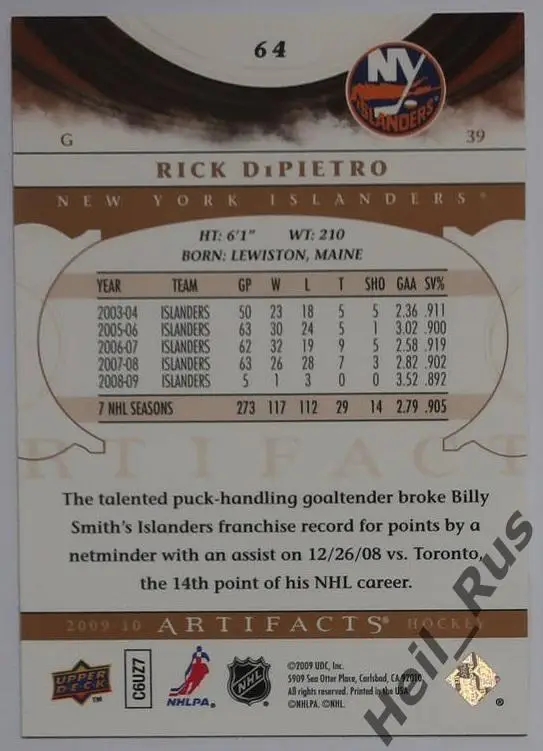 64
NY
ISLANDERS
G
39
RICK DiPIETRO
NEW YORK ISLANDERS®
HT: 6'1" WT: 210
BORN: LEWISTON, MAINE
YEAR TEAM GP W L T SHO GAA SV%
2003-04 ISLANDERS 50 23 18 5 5 2.36 .911
2005-06 ISLANDERS 63 30 24 5 1 3.02 .900
2006-07 ISLANDERS 62 32 19 9 5 2.58 .919
2007-08 ISLANDERS 63 26 28 7 3 2.82 .902
2008-09 ISLANDERS 5 1 3 0 0 3.52 .892
7 NHL SEASONS 273 117 112 29 14 2.79 .905
RTIFACT
The talented puck-handling goaltender broke Billy
Smith's Islanders franchise record for points by a
netminder with an assist on 12/26/08 vs. Toronto,
the 14th point of his NHL career.
2009-10 ARTIFACTS® HOCKEY
UPPER DECK TM
C6UZ7
NHLPA.
NHL
©2009 UDC, Inc.
5909 Sea Otter Place, Carlsbad, CA 92010.
All rights reserved. Printed in the USA.
©NHLPA. ©NHL.
®
Heil_Rus